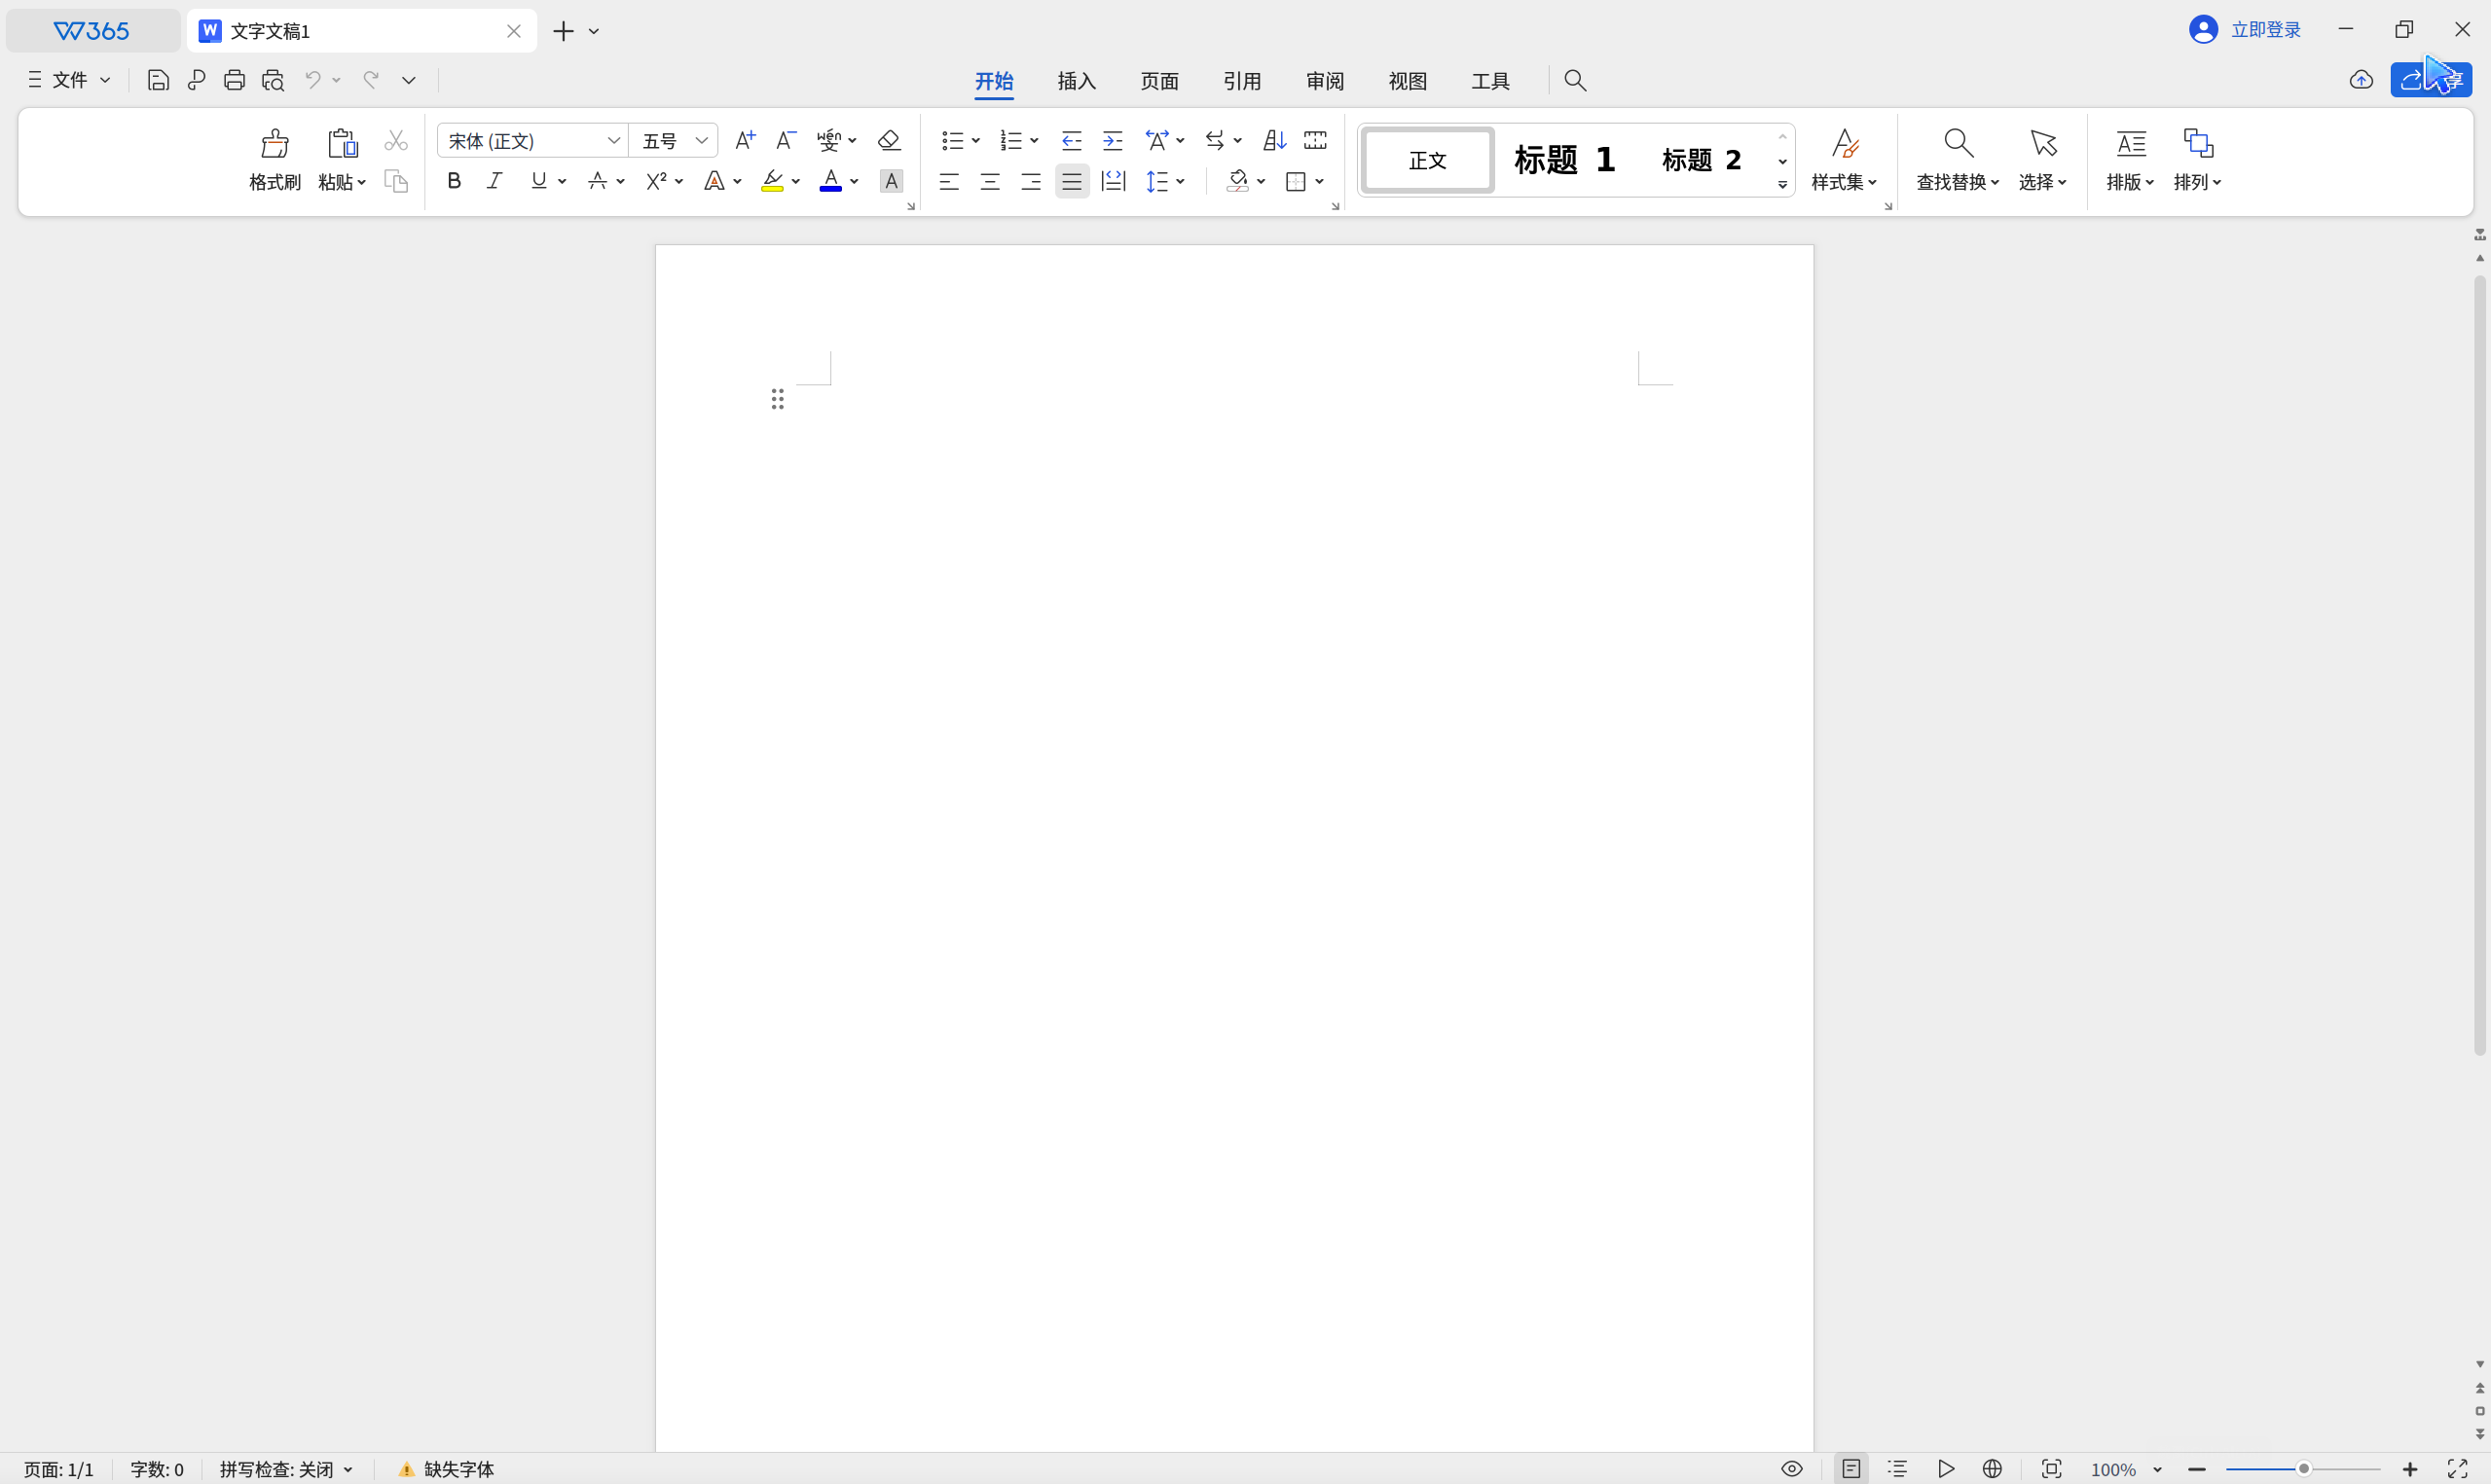 W365 文字文稿1 立即登录
文件 开始 插入 页面 引用 审阅 视图 工具
宋体 (正文) 五号 wén 变
格式刷 粘贴 正文 标题 1 标题 2 样式集 查找替换 选择 排版 排列
页面: 1/1 字数: 0 拼写检查: 关闭 缺失字体 100%